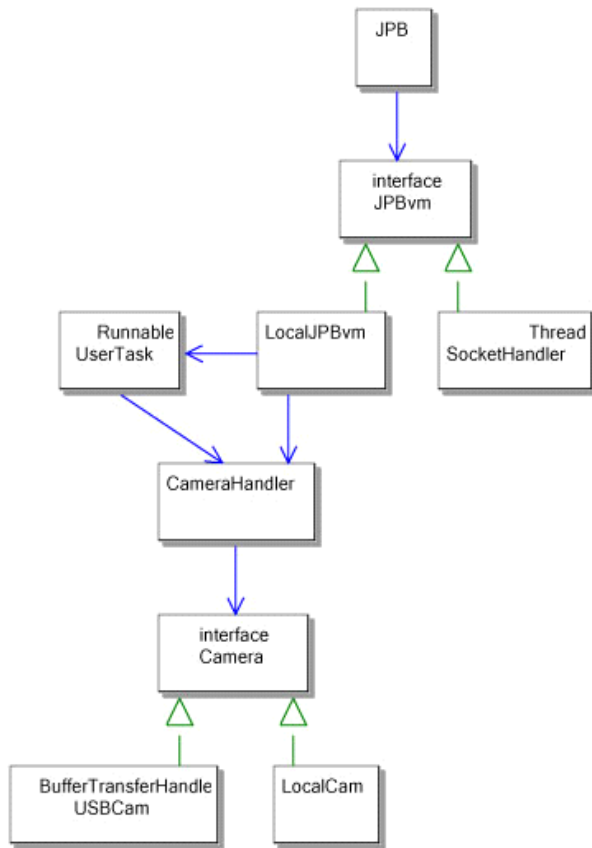 JPB
interface
JPBvm
Runnable
UserTask
LocalJPBvm
Thread
SocketHandler
CameraHandler
interface
Camera
BufferTransferHandle
USBCam
LocalCam